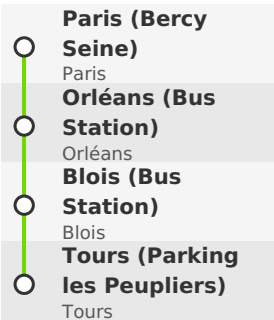 Paris (Bercy
Seine)
Paris
Orléans (Bus
Station)
Orléans
Blois (Bus
Station)
Blois
Tours (Parking
les Peupliers)
Tours